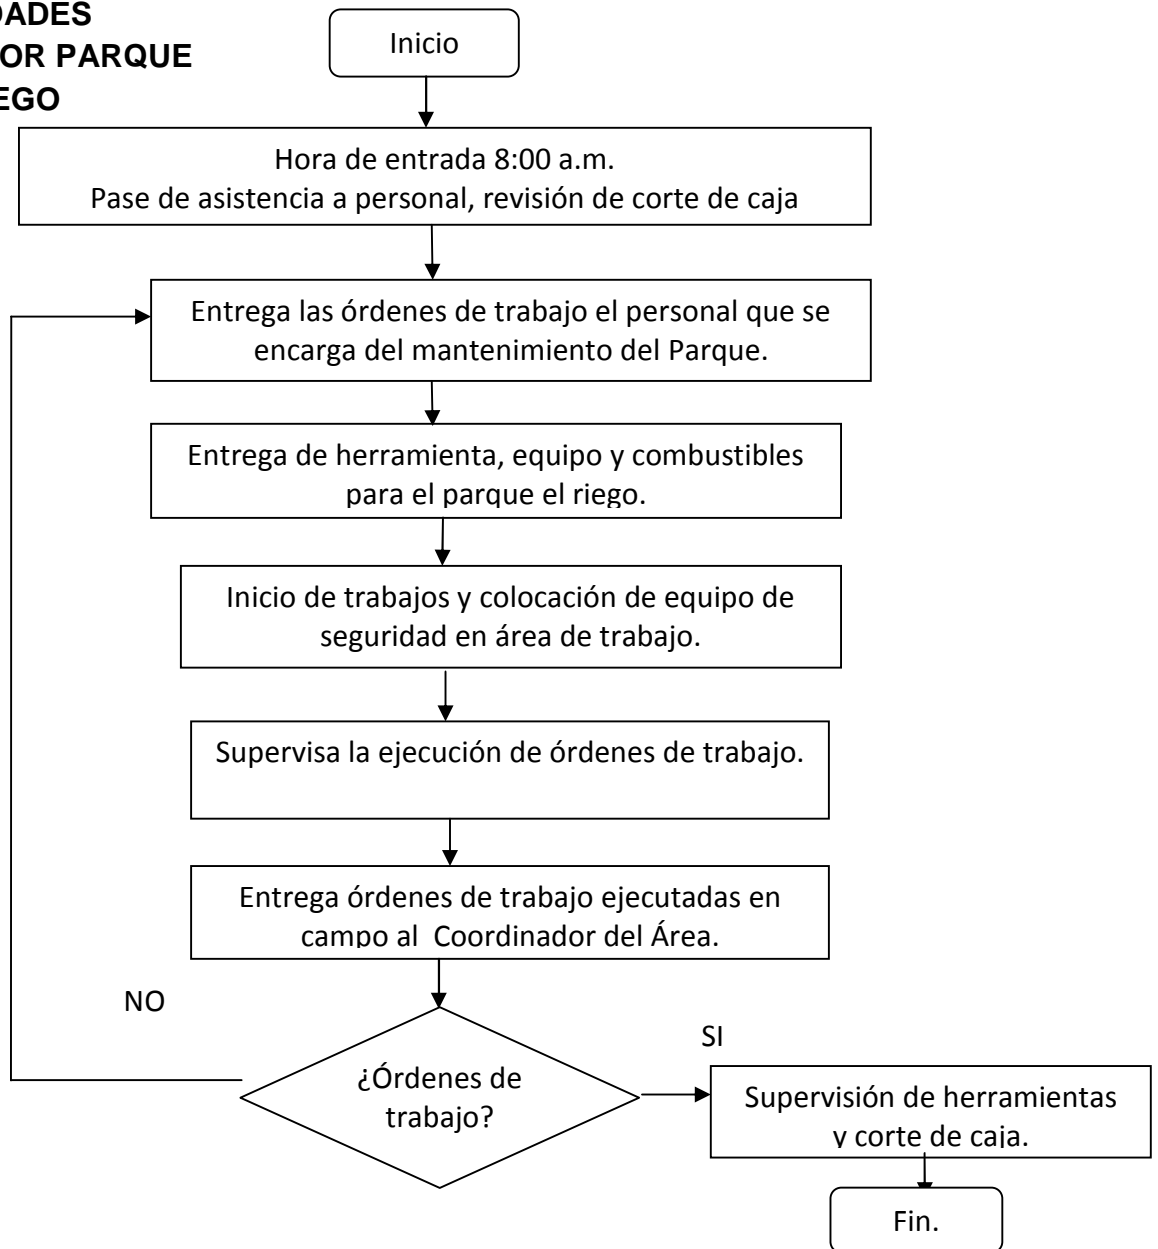 DADES
OR PARQUE
EGO
Inicio
Hora de entrada 8:00 a.m.
Pase de asistencia a personal, revisión de corte de caja
Entrega las órdenes de trabajo el personal que se
encarga del mantenimiento del Parque.
Entrega de herramienta, equipo y combustibles
para el parque el riego.
Inicio de trabajos y colocación de equipo de
seguridad en área de trabajo.
Supervisa la ejecución de órdenes de trabajo.
Entrega órdenes de trabajo ejecutadas en
campo al Coordinador del Área.
NO
SI
¿Órdenes de
trabajo?
Supervisión de herramientas
y corte de caja.
Fin.